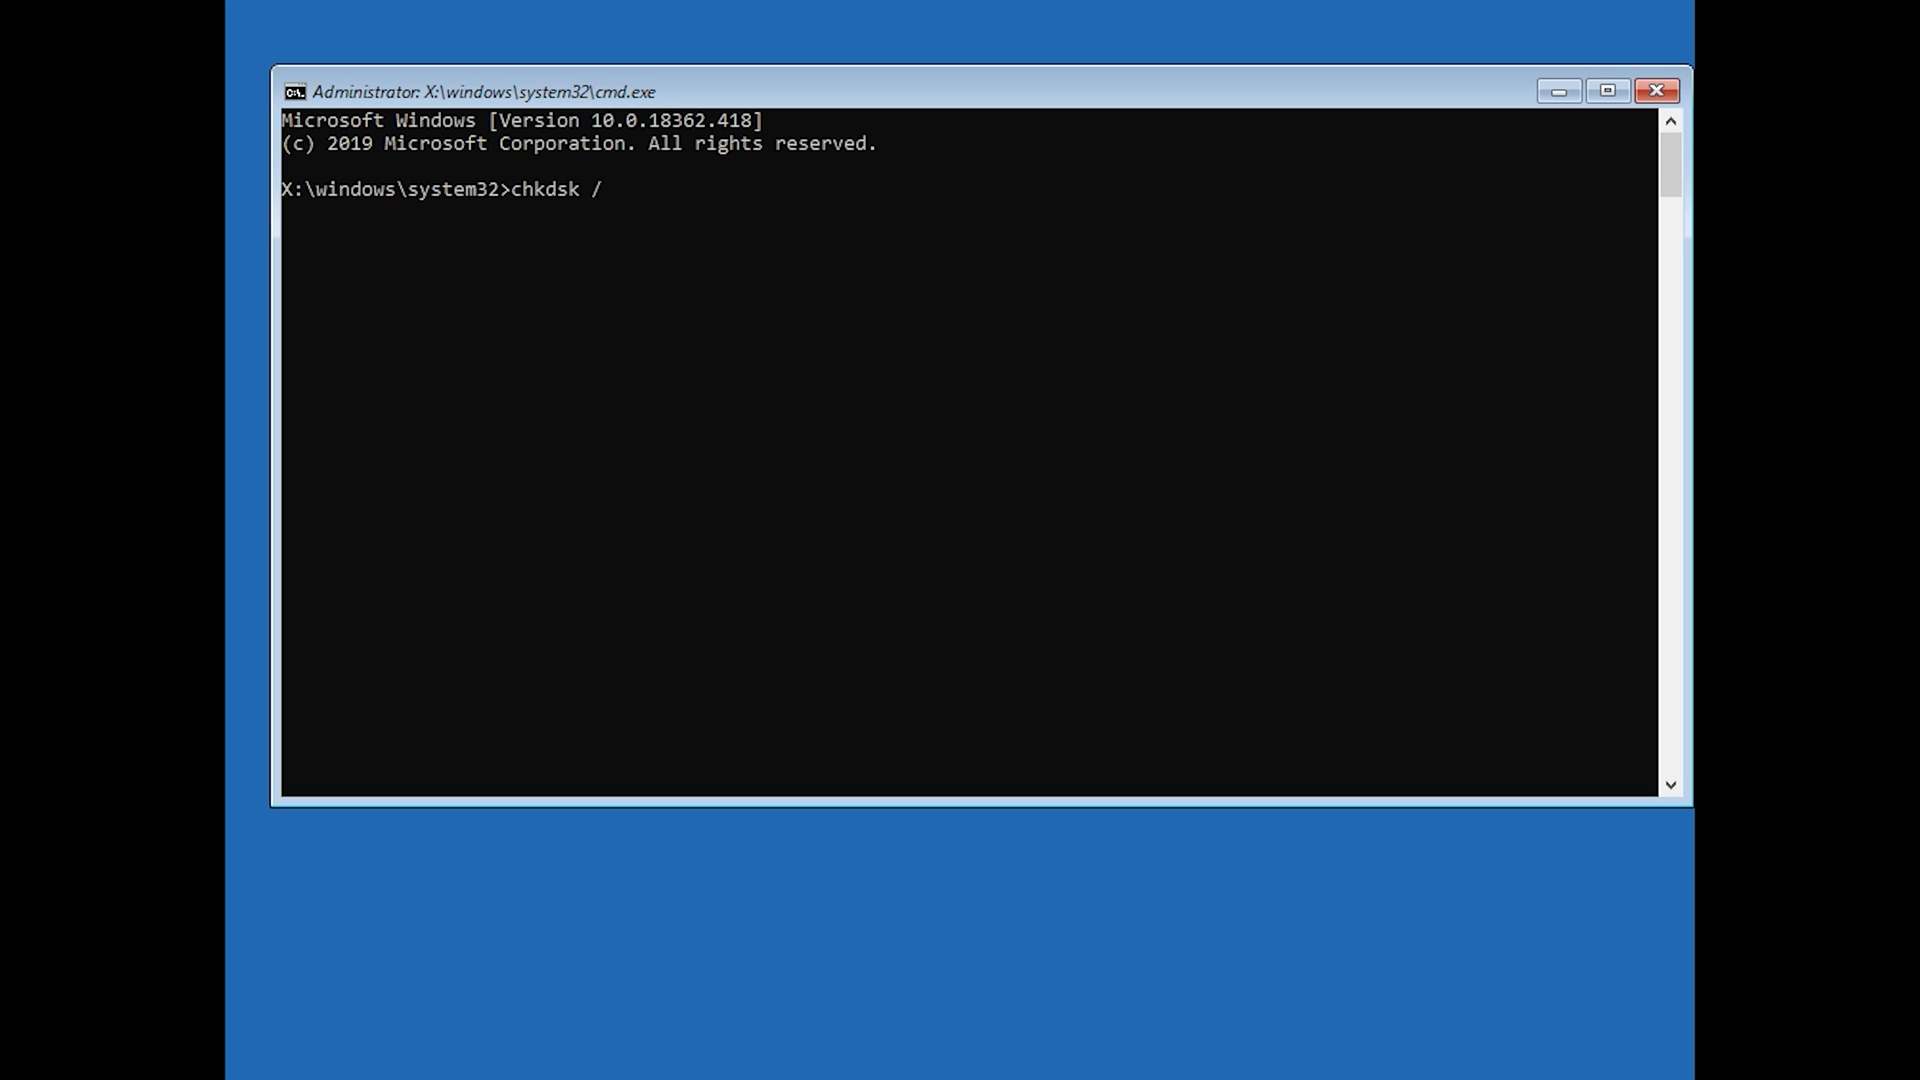 Administrator: X:\windows\system32\cmd.exe
Microsoft Windows [Version 10.0.18362.418]
(c) 2019 Microsoft Corporation. All rights reserved.
X:\windows\system32>chkdsk /